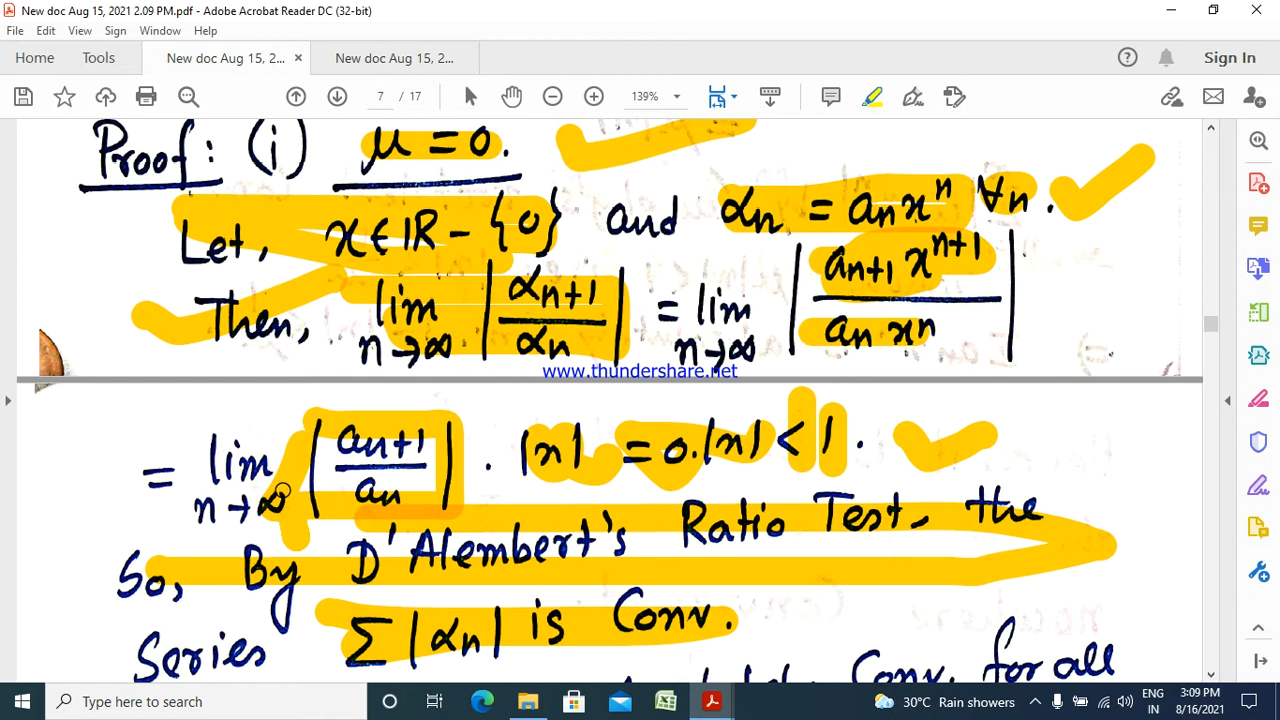 New doc Aug 15, 2021 2.09 PM.pdf - Adobe Acrobat Reader DC (32-bit)
File Edit View Sign Window Help
Home Tools New doc Aug 15, 2... × New doc Aug 15, 2... Sign In
7 / 17 139%
Proof: (i) μ = 0.
Let, x ∈ ℝ - {0} and αn = an x^n ∀n.
Then, lim n→∞ |αn+1 / αn| = lim n→∞ |an+1 x^n+1 / an x^n|
www.thundershare.net
= lim n→∞ |an+1 / an| . |x| = 0.|x| < 1.
So, By D'Alembert's Ratio Test, the
Series Σ |αn| is Conv.
Conv. for all
Type here to search
30°C Rain showers
ENG IN
3:09 PM
8/16/2021